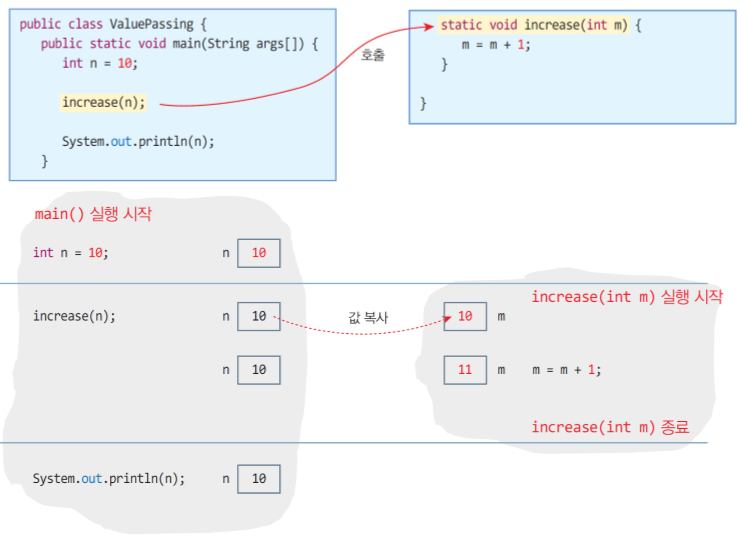 public class ValuePassing {
public static void main(String args[]) {
int n = 10;
increase(n);
System.out.println(n);
}
호출
static void increase(int m) {
m = m + 1;
}
}
main() 실행 시작
int n = 10;
n 10
increase(int m) 실행 시작
increase(n);
n 10
값 복사
10 m
n 10
11 m
m = m + 1;
increase(int m) 종료
System.out.println(n);
n 10